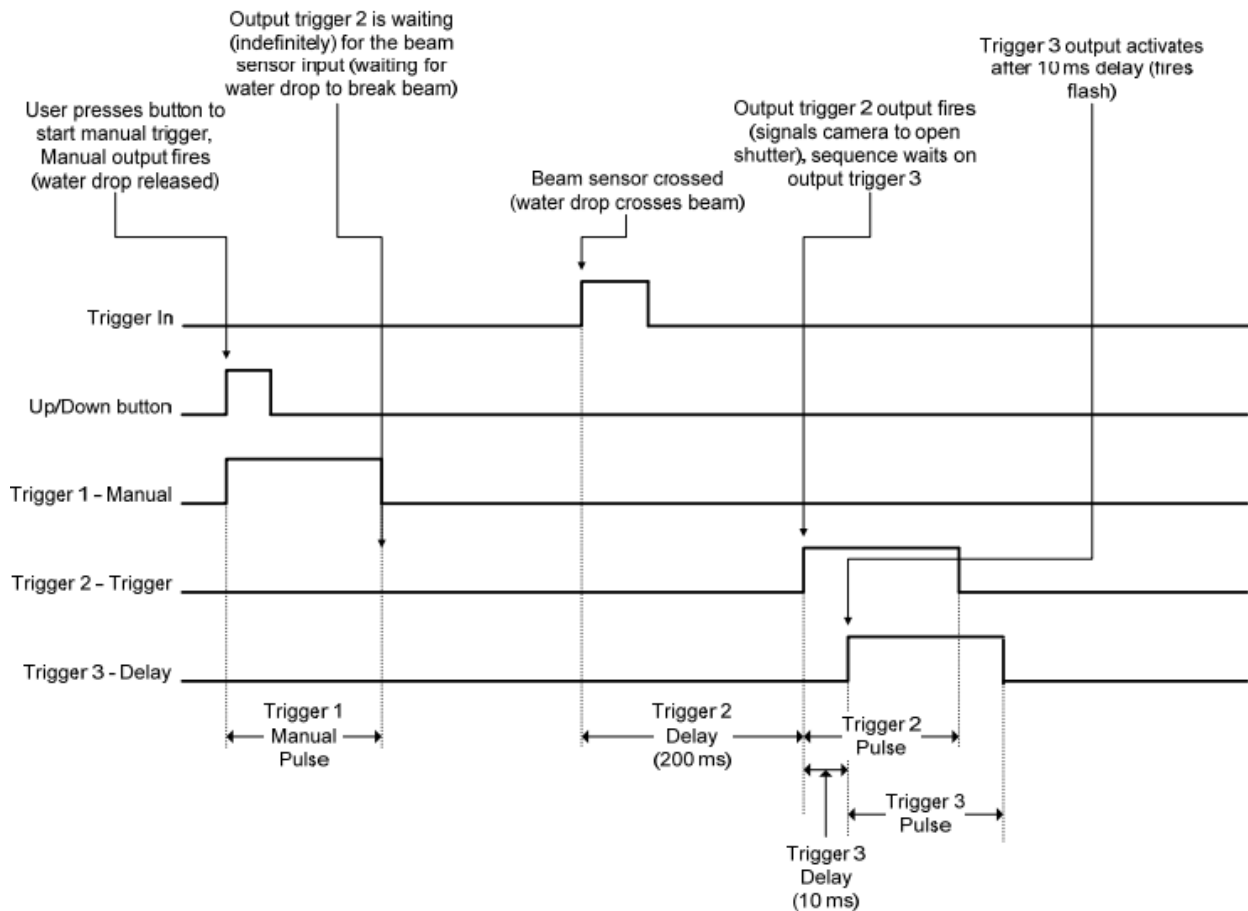 Output trigger 2 is waiting
(indefinitely) for the beam
sensor input (waiting for
water drop to break beam)
Trigger 3 output activates
after 10 ms delay (fires
flash)
User presses button to
start manual trigger,
Manual output fires
(water drop released)
Output trigger 2 output fires
(signals camera to open
shutter), sequence waits on
output trigger 3
Beam sensor crossed
(water drop crosses beam)
Trigger In
Up/Down button
Trigger 1 - Manual
Trigger 2 - Trigger
Trigger 3 - Delay
Trigger 1
Manual
Pulse
Trigger 2
Delay
(200 ms)
Trigger 2
Pulse
Trigger 3
Pulse
Trigger 3
Delay
(10 ms)